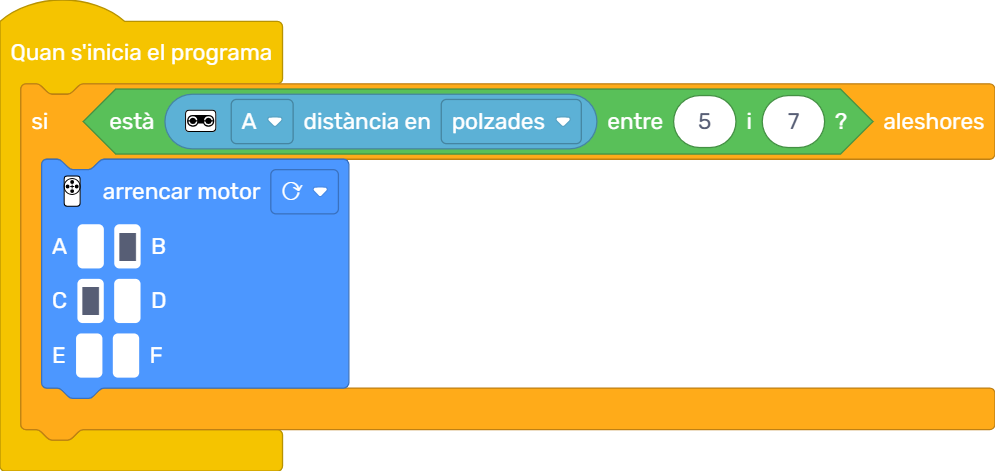 Quan s'inicia el programa
si està A distància en polzades entre 5 i 7 ? aleshores
arrencar motor
A B
C D
E F